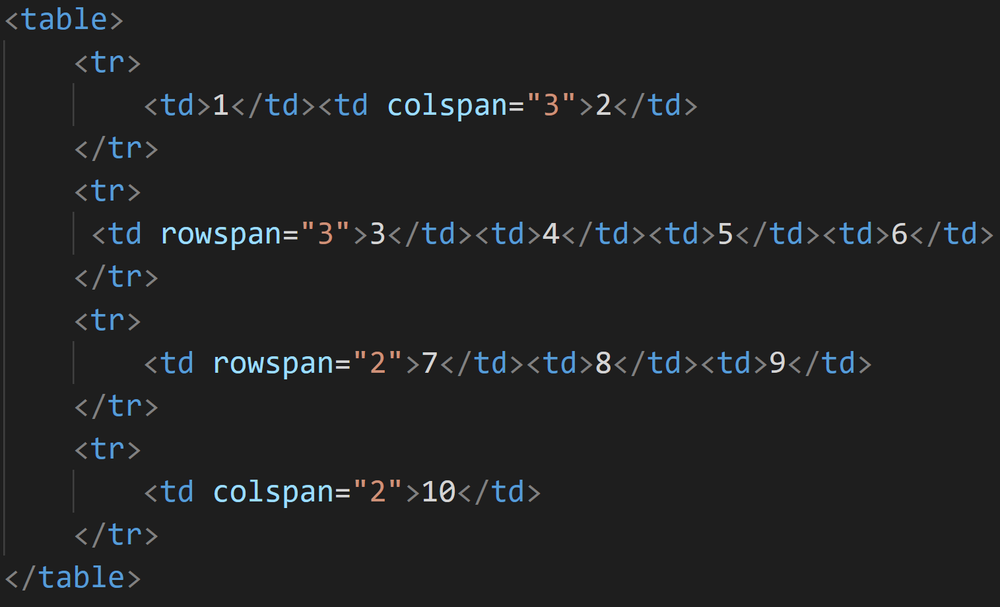 <table>
<tr>
<td>1</td><td colspan="3">2</td>
</tr>
<tr>
<td rowspan="3">3</td><td>4</td><td>5</td><td>6</td>
</tr>
<tr>
<td rowspan="2">7</td><td>8</td><td>9</td>
</tr>
<tr>
<td colspan="2">10</td>
</tr>
</table>